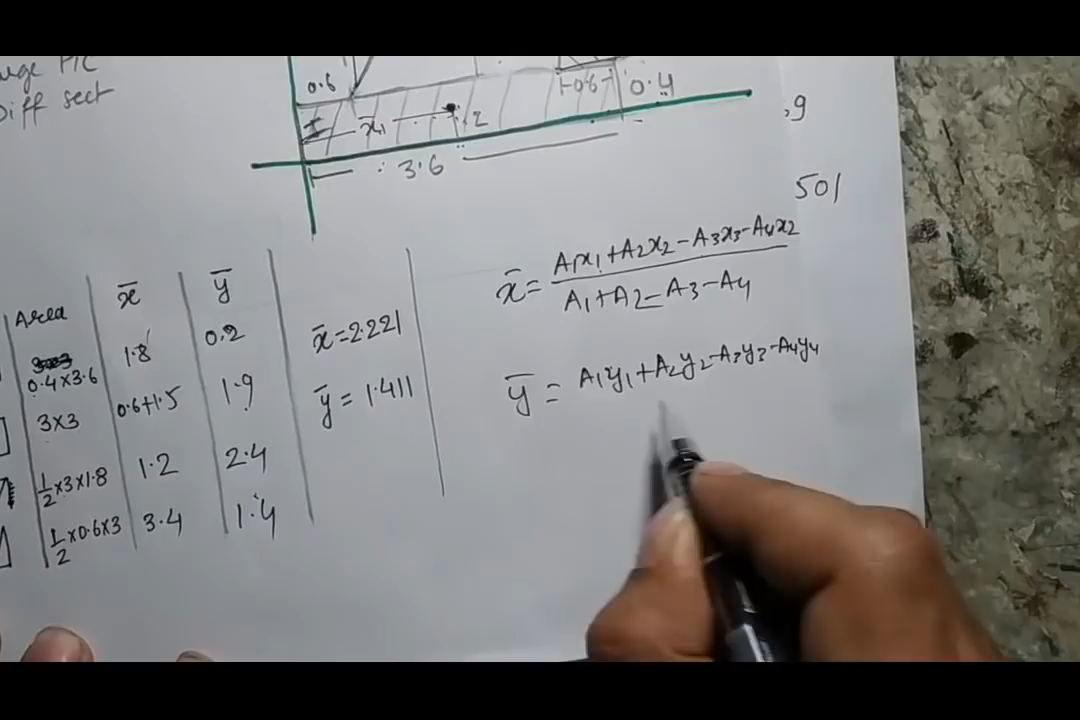 Diff sect
0.6
0.6
0.4
x̄1
.2
3.6
,9
501
Area
x̄
ȳ
0.4×3.6
1.8
0.2
3×3
0.6+1.5
1.9
1/2×3×1.8
1.2
2.4
1/2×0.6×3
3.4
1.4
x̄=2.221
ȳ = 1.411
x̄ = A1x1+A2x2-A3x3-A4x2
A1+A2-A3-A4
ȳ = A1y1+A2y2-A3y3-A4y4